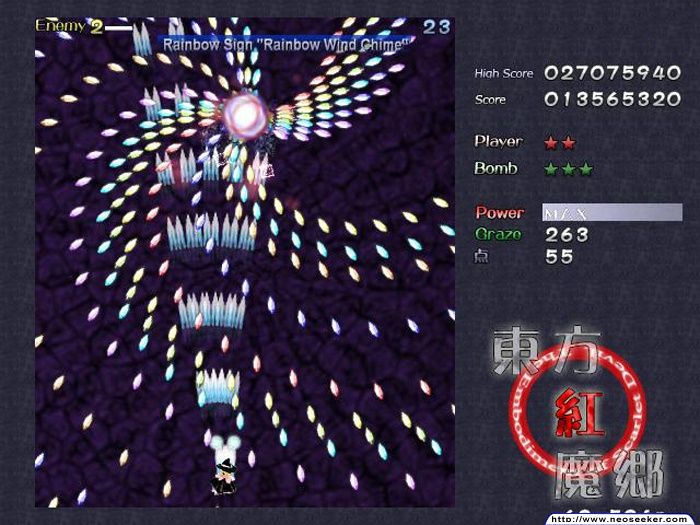 Enemy 2
23
Rainbow Sign "Rainbow Wind Chime"
High Score 027075940
Score 013565320
Player
Bomb
Power MAX
Graze 263
点 55
東方
紅
魔郷
http://www.neoseeker.com